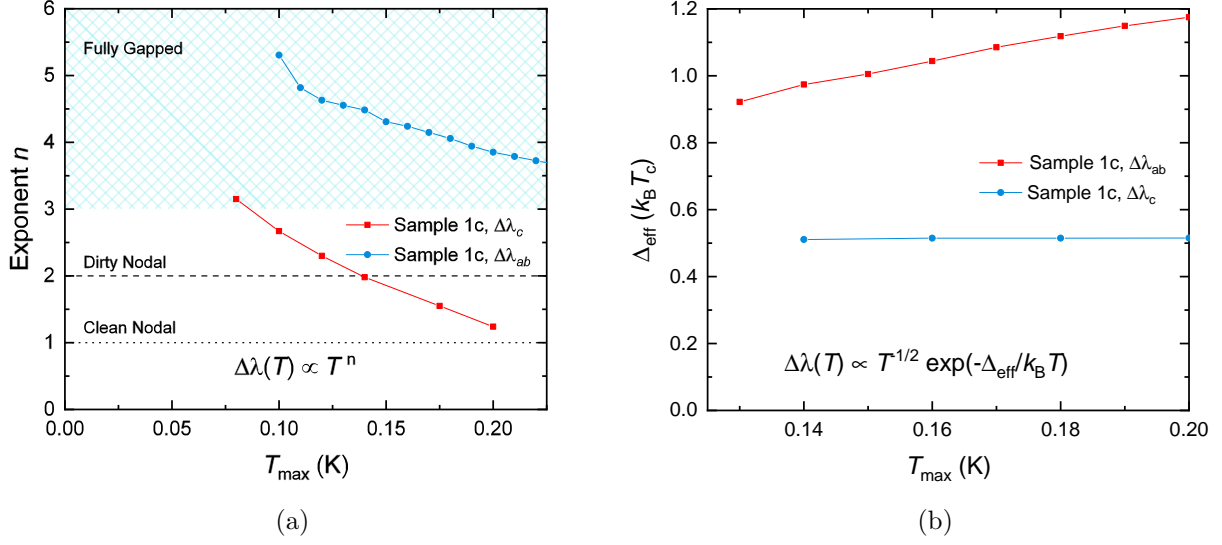 6
5
4
3
2
1
0
Exponent n
Fully Gapped
Sample 1c, Δλc
Sample 1c, Δλab
Dirty Nodal
Clean Nodal
Δλ(T) ∝ T n
0.00 0.05 0.10 0.15 0.20
Tmax (K)
(a)
1.2
1.0
0.8
0.6
0.4
0.2
0.0
Δeff (kBTc)
Sample 1c, Δλab
Sample 1c, Δλc
Δλ(T) ∝ T-1/2 exp(-Δeff/kBT)
0.14 0.16 0.18 0.20
Tmax (K)
(b)